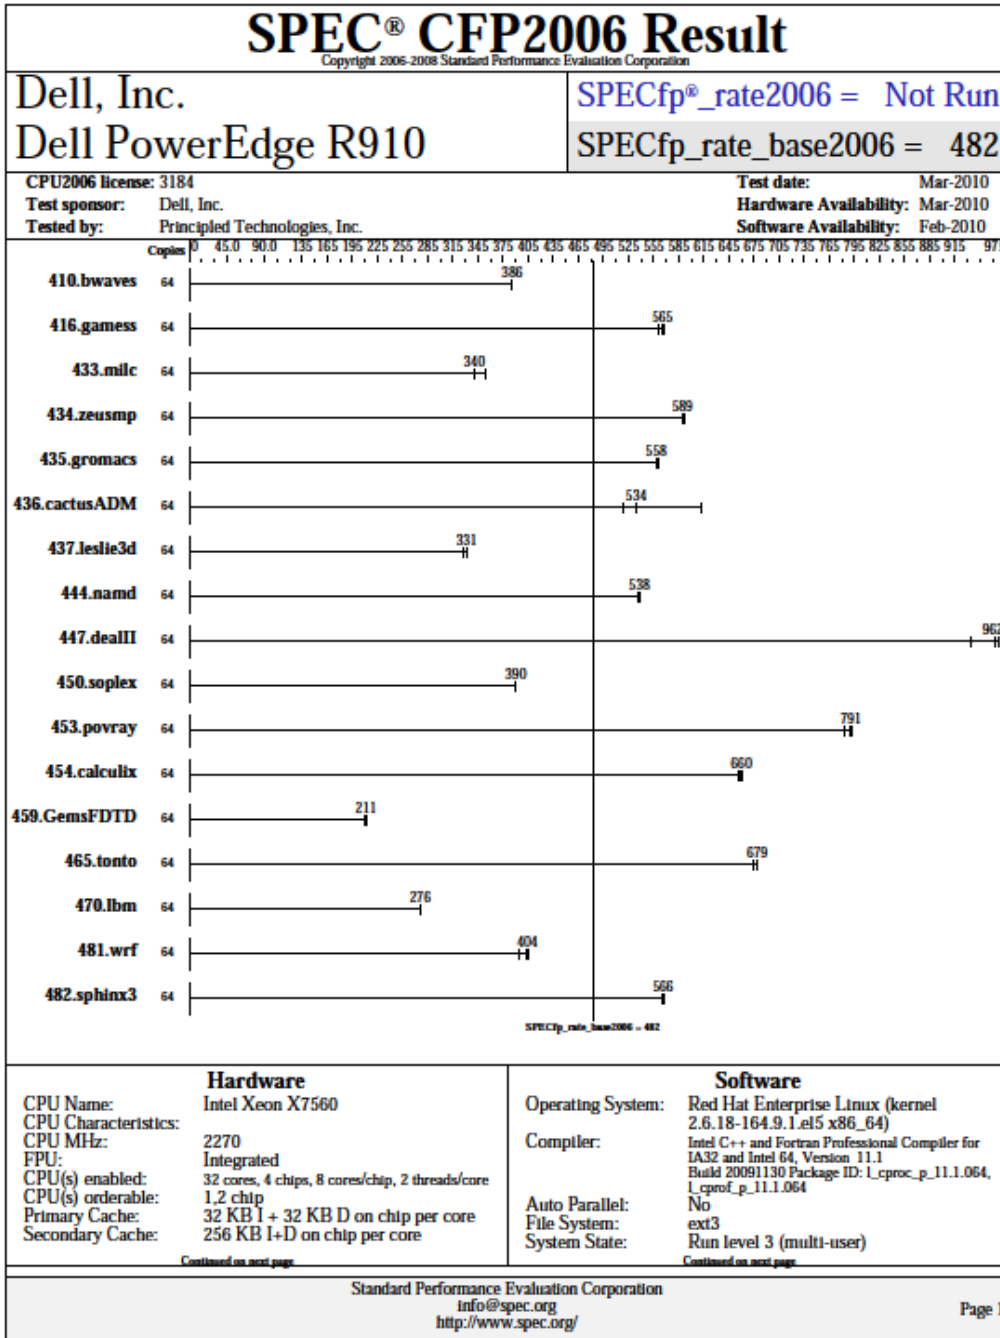 SPEC® CFP2006 Result
Copyright 2006-2008 Standard Performance Evaluation Corporation
Dell, Inc.
Dell PowerEdge R910
SPECfp®_rate2006 = Not Run
SPECfp_rate_base2006 = 482
CPU2006 license: 3184
Test sponsor: Dell, Inc.
Tested by: Principled Technologies, Inc.
Test date: Mar-2010
Hardware Availability: Mar-2010
Software Availability: Feb-2010
Copies 0 45.0 90.0 135 165 195 225 255 285 315 345 375 405 435 465 495 525 555 585 615 645 675 705 735 765 795 825 855 885 915 971
410.bwaves 64 386
416.gamess 64 565
433.milc 64 340
434.zeusmp 64 589
435.gromacs 64 558
436.cactusADM 64 534
437.leslie3d 64 331
444.namd 64 538
447.dealII 64 962
450.soplex 64 390
453.povray 64 791
454.calculix 64 660
459.GemsFDTD 64 211
465.tonto 64 679
470.lbm 64 276
481.wrf 64 404
482.sphinx3 64 566
SPECfp_rate_base2006 = 482
Hardware
CPU Name: Intel Xeon X7560
CPU Characteristics:
CPU MHz: 2270
FPU: Integrated
CPU(s) enabled: 32 cores, 4 chips, 8 cores/chip, 2 threads/core
CPU(s) orderable: 1,2 chip
Primary Cache: 32 KB I + 32 KB D on chip per core
Secondary Cache: 256 KB I+D on chip per core
Continued on next page
Software
Operating System: Red Hat Enterprise Linux (kernel
2.6.18-164.9.1.el5 x86_64)
Compiler: Intel C++ and Fortran Professional Compiler for
IA32 and Intel 64, Version 11.1
Build 20091130 Package ID: l_cproc_p_11.1.064,
l_cprof_p_11.1.064
Auto Parallel: No
File System: ext3
System State: Run level 3 (multi-user)
Continued on next page
Standard Performance Evaluation Corporation
info@spec.org
http://www.spec.org/
Page 1